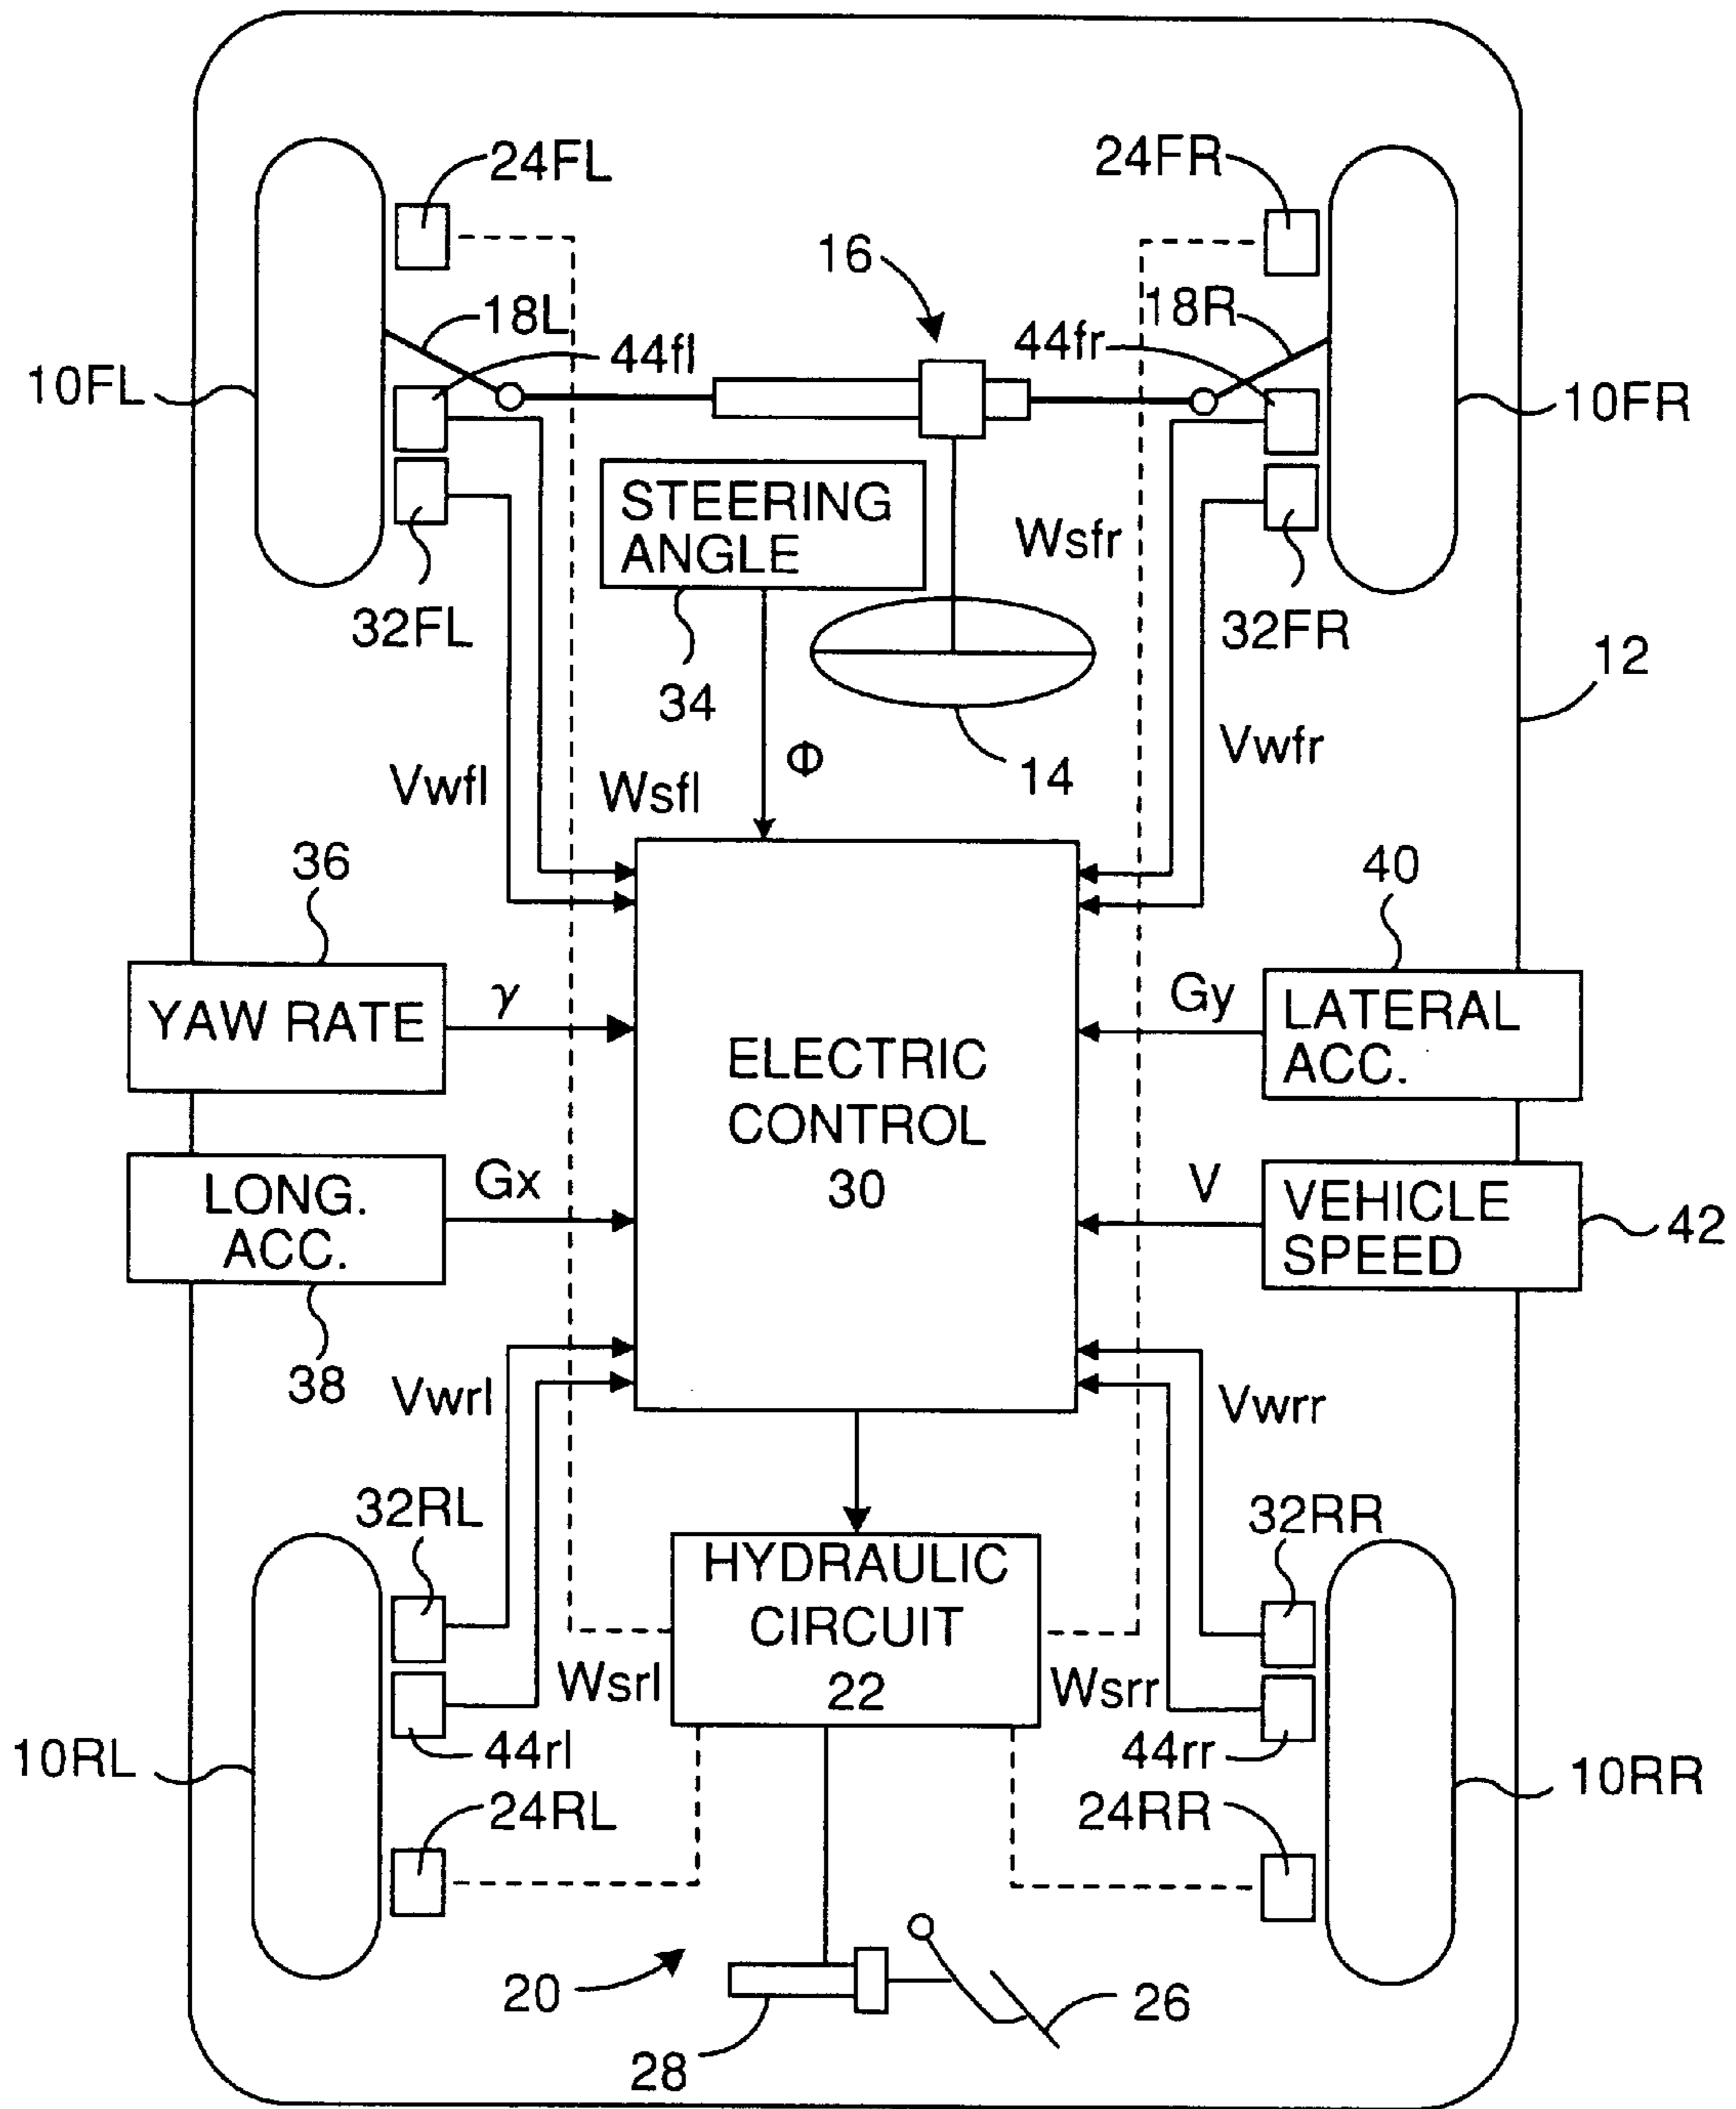 24FL
24FR
16
18L
18R
44fl
44fr
10FL
10FR
STEERING
ANGLE
Wsfr
32FL
32FR
12
34
Φ
14
Vwfl
Wsfl
Vwfr
36
40
YAW RATE
γ
Gy
LATERAL
ACC.
ELECTRIC
CONTROL
30
LONG.
ACC.
Gx
V
VEHICLE
SPEED
42
38
Vwrl
Vwrr
32RL
32RR
HYDRAULIC
CIRCUIT
22
Wsrl
Wsrr
44rl
44rr
10RL
10RR
24RL
24RR
20
26
28